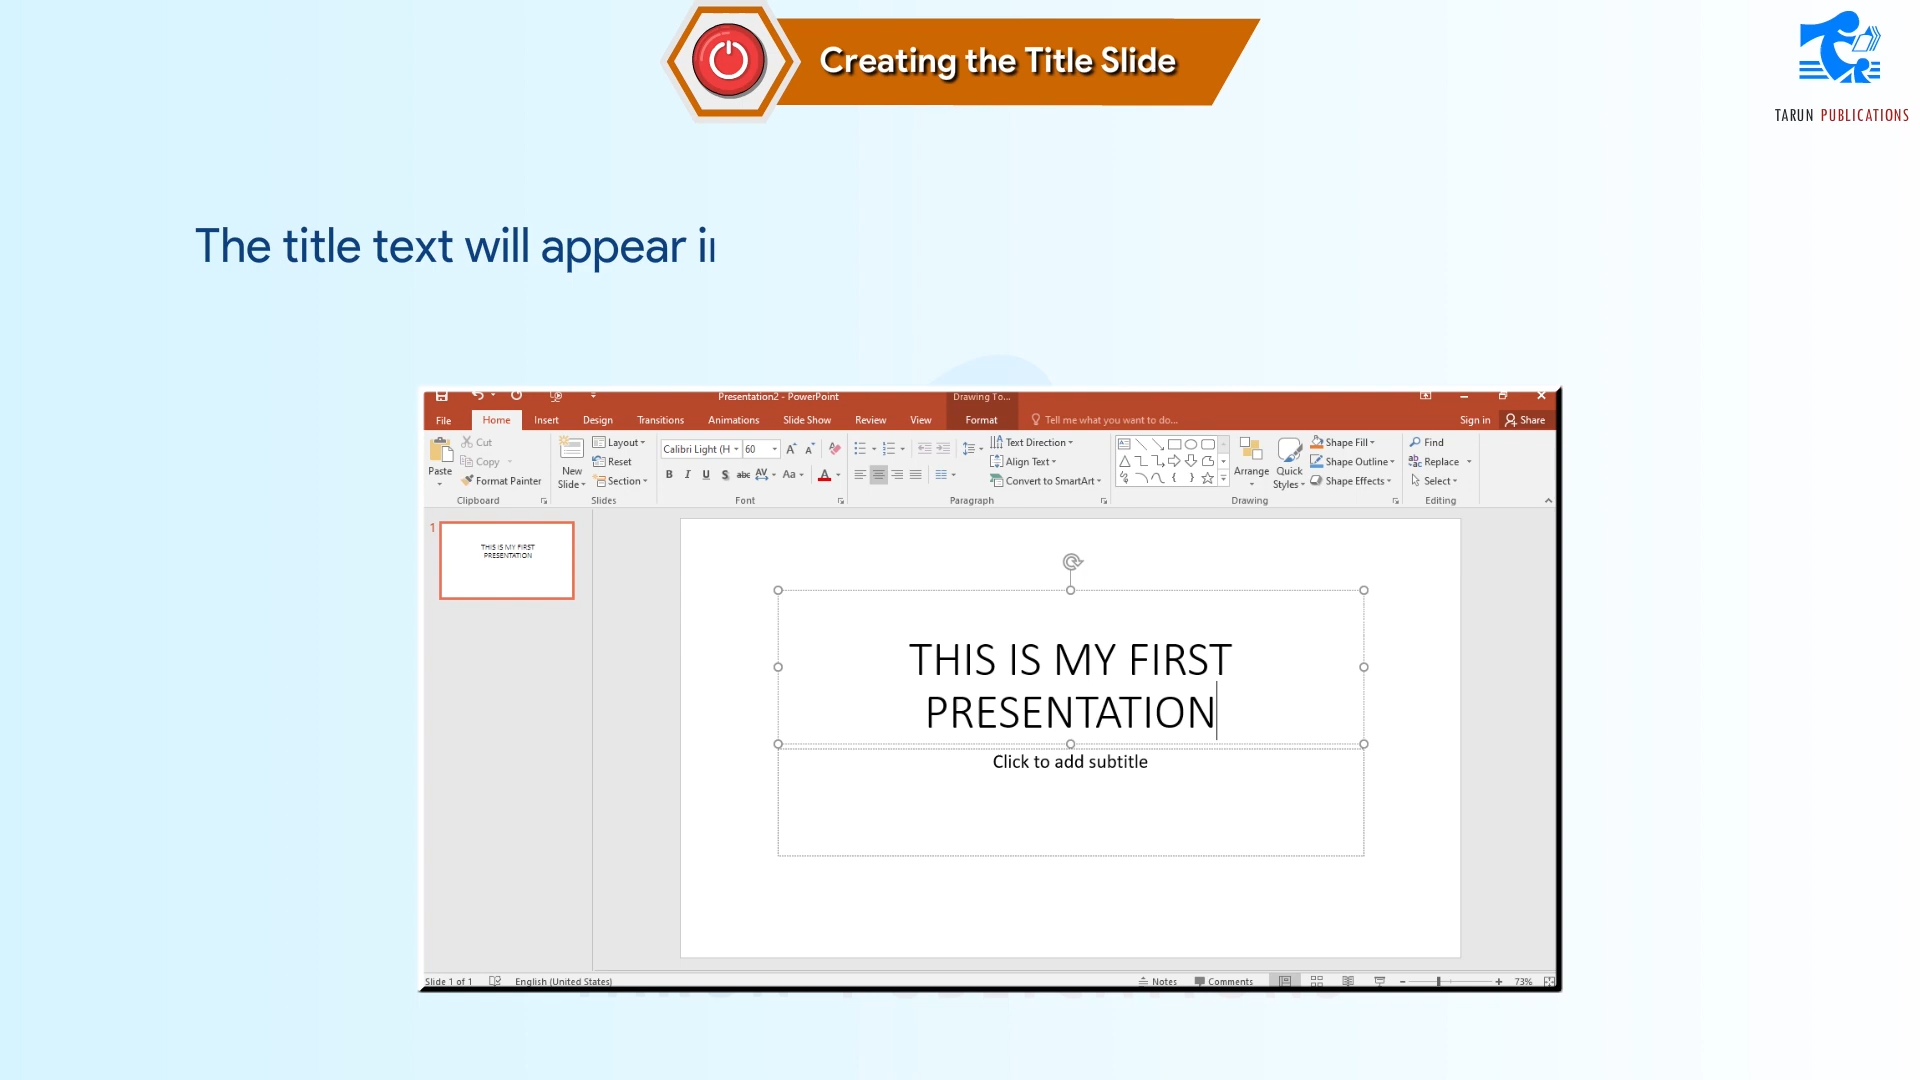 Creating the Title Slide
TARUN PUBLICATIONS
The title text will appear
Presentation2 - PowerPoint
Drawing To...
File Home Insert Design Transitions Animations Slide Show Review View Format Tell me what you want to do... Sign in Share
Paste
Cut
Copy
Format Painter
Clipboard
New Slide
Layout
Reset
Section
Slides
Calibri Light (H 60
B I U S abc AV Aa A
Font
Text Direction
Align Text
Convert to SmartArt
Paragraph
Arrange
Quick Styles
Shape Fill
Shape Outline
Shape Effects
Drawing
Find
Replace
Select
Editing
1
THIS IS MY FIRST
PRESENTATION
THIS IS MY FIRST
PRESENTATION
Click to add subtitle
Slide 1 of 1 English (United States) Notes Comments 73%